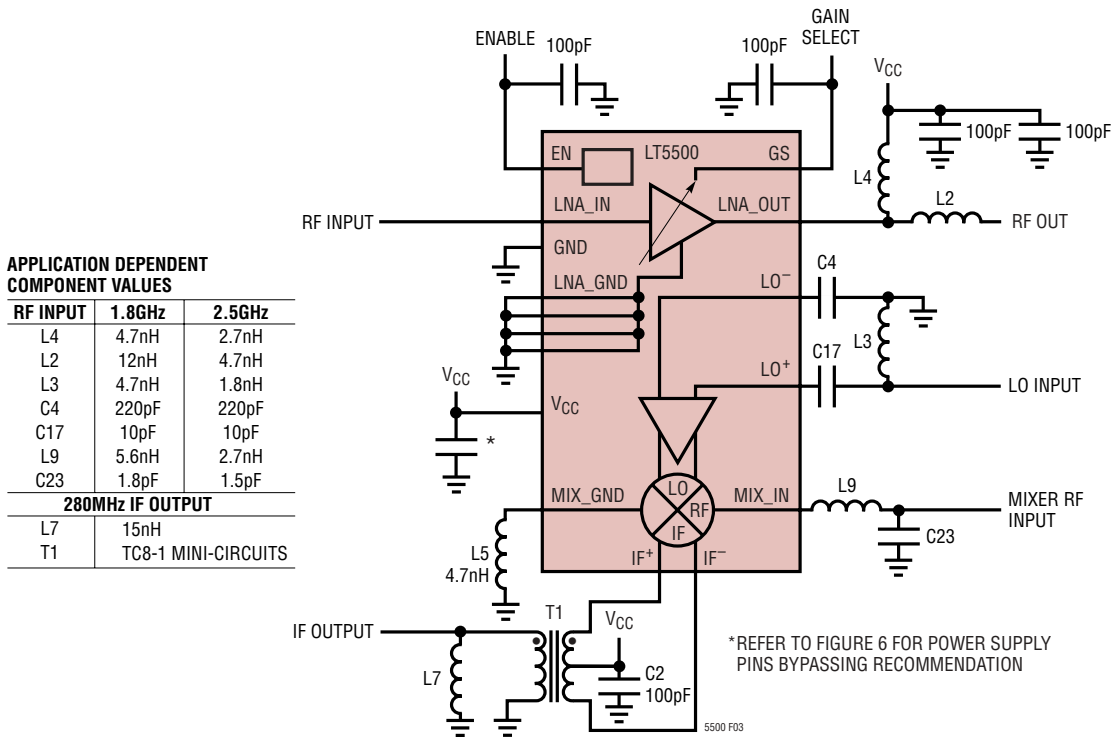 ENABLE
100pF
100pF
GAIN
SELECT
VCC
100pF
100pF
EN
LT5500
GS
L4
L2
RF INPUT
LNA_IN
LNA_OUT
RF OUT
GND
LNA_GND
LO–
C4
L3
C17
LO+
LO INPUT
VCC
VCC
*
MIX_GND
LO
RF
IF
MIX_IN
L9
MIXER RF
INPUT
C23
L5
4.7nH
IF+
IF–
T1
VCC
IF OUTPUT
L7
C2
100pF
*REFER TO FIGURE 6 FOR POWER SUPPLY
PINS BYPASSING RECOMMENDATION
5500 F03
APPLICATION DEPENDENT
COMPONENT VALUES
RF INPUT 1.8GHz 2.5GHz
L4 4.7nH 2.7nH
L2 12nH 4.7nH
L3 4.7nH 1.8nH
C4 220pF 220pF
C17 10pF 10pF
L9 5.6nH 2.7nH
C23 1.8pF 1.5pF
280MHz IF OUTPUT
L7 15nH
T1 TC8-1 MINI-CIRCUITS